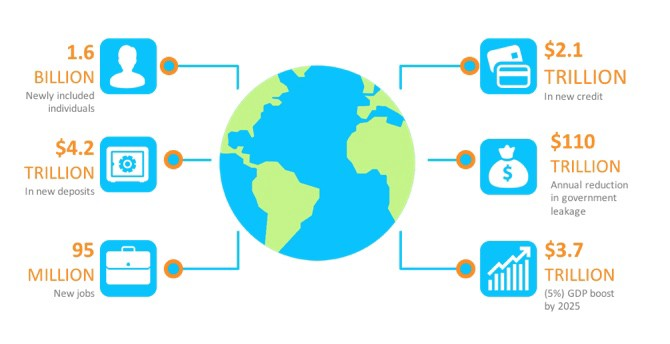 1.6
BILLION
Newly included
individuals
$4.2
TRILLION
In new deposits
95
MILLION
New jobs
$2.1
TRILLION
In new credit
$110
TRILLION
Annual reduction
in government
leakage
$3.7
TRILLION
(5%) GDP boost
by 2025
$